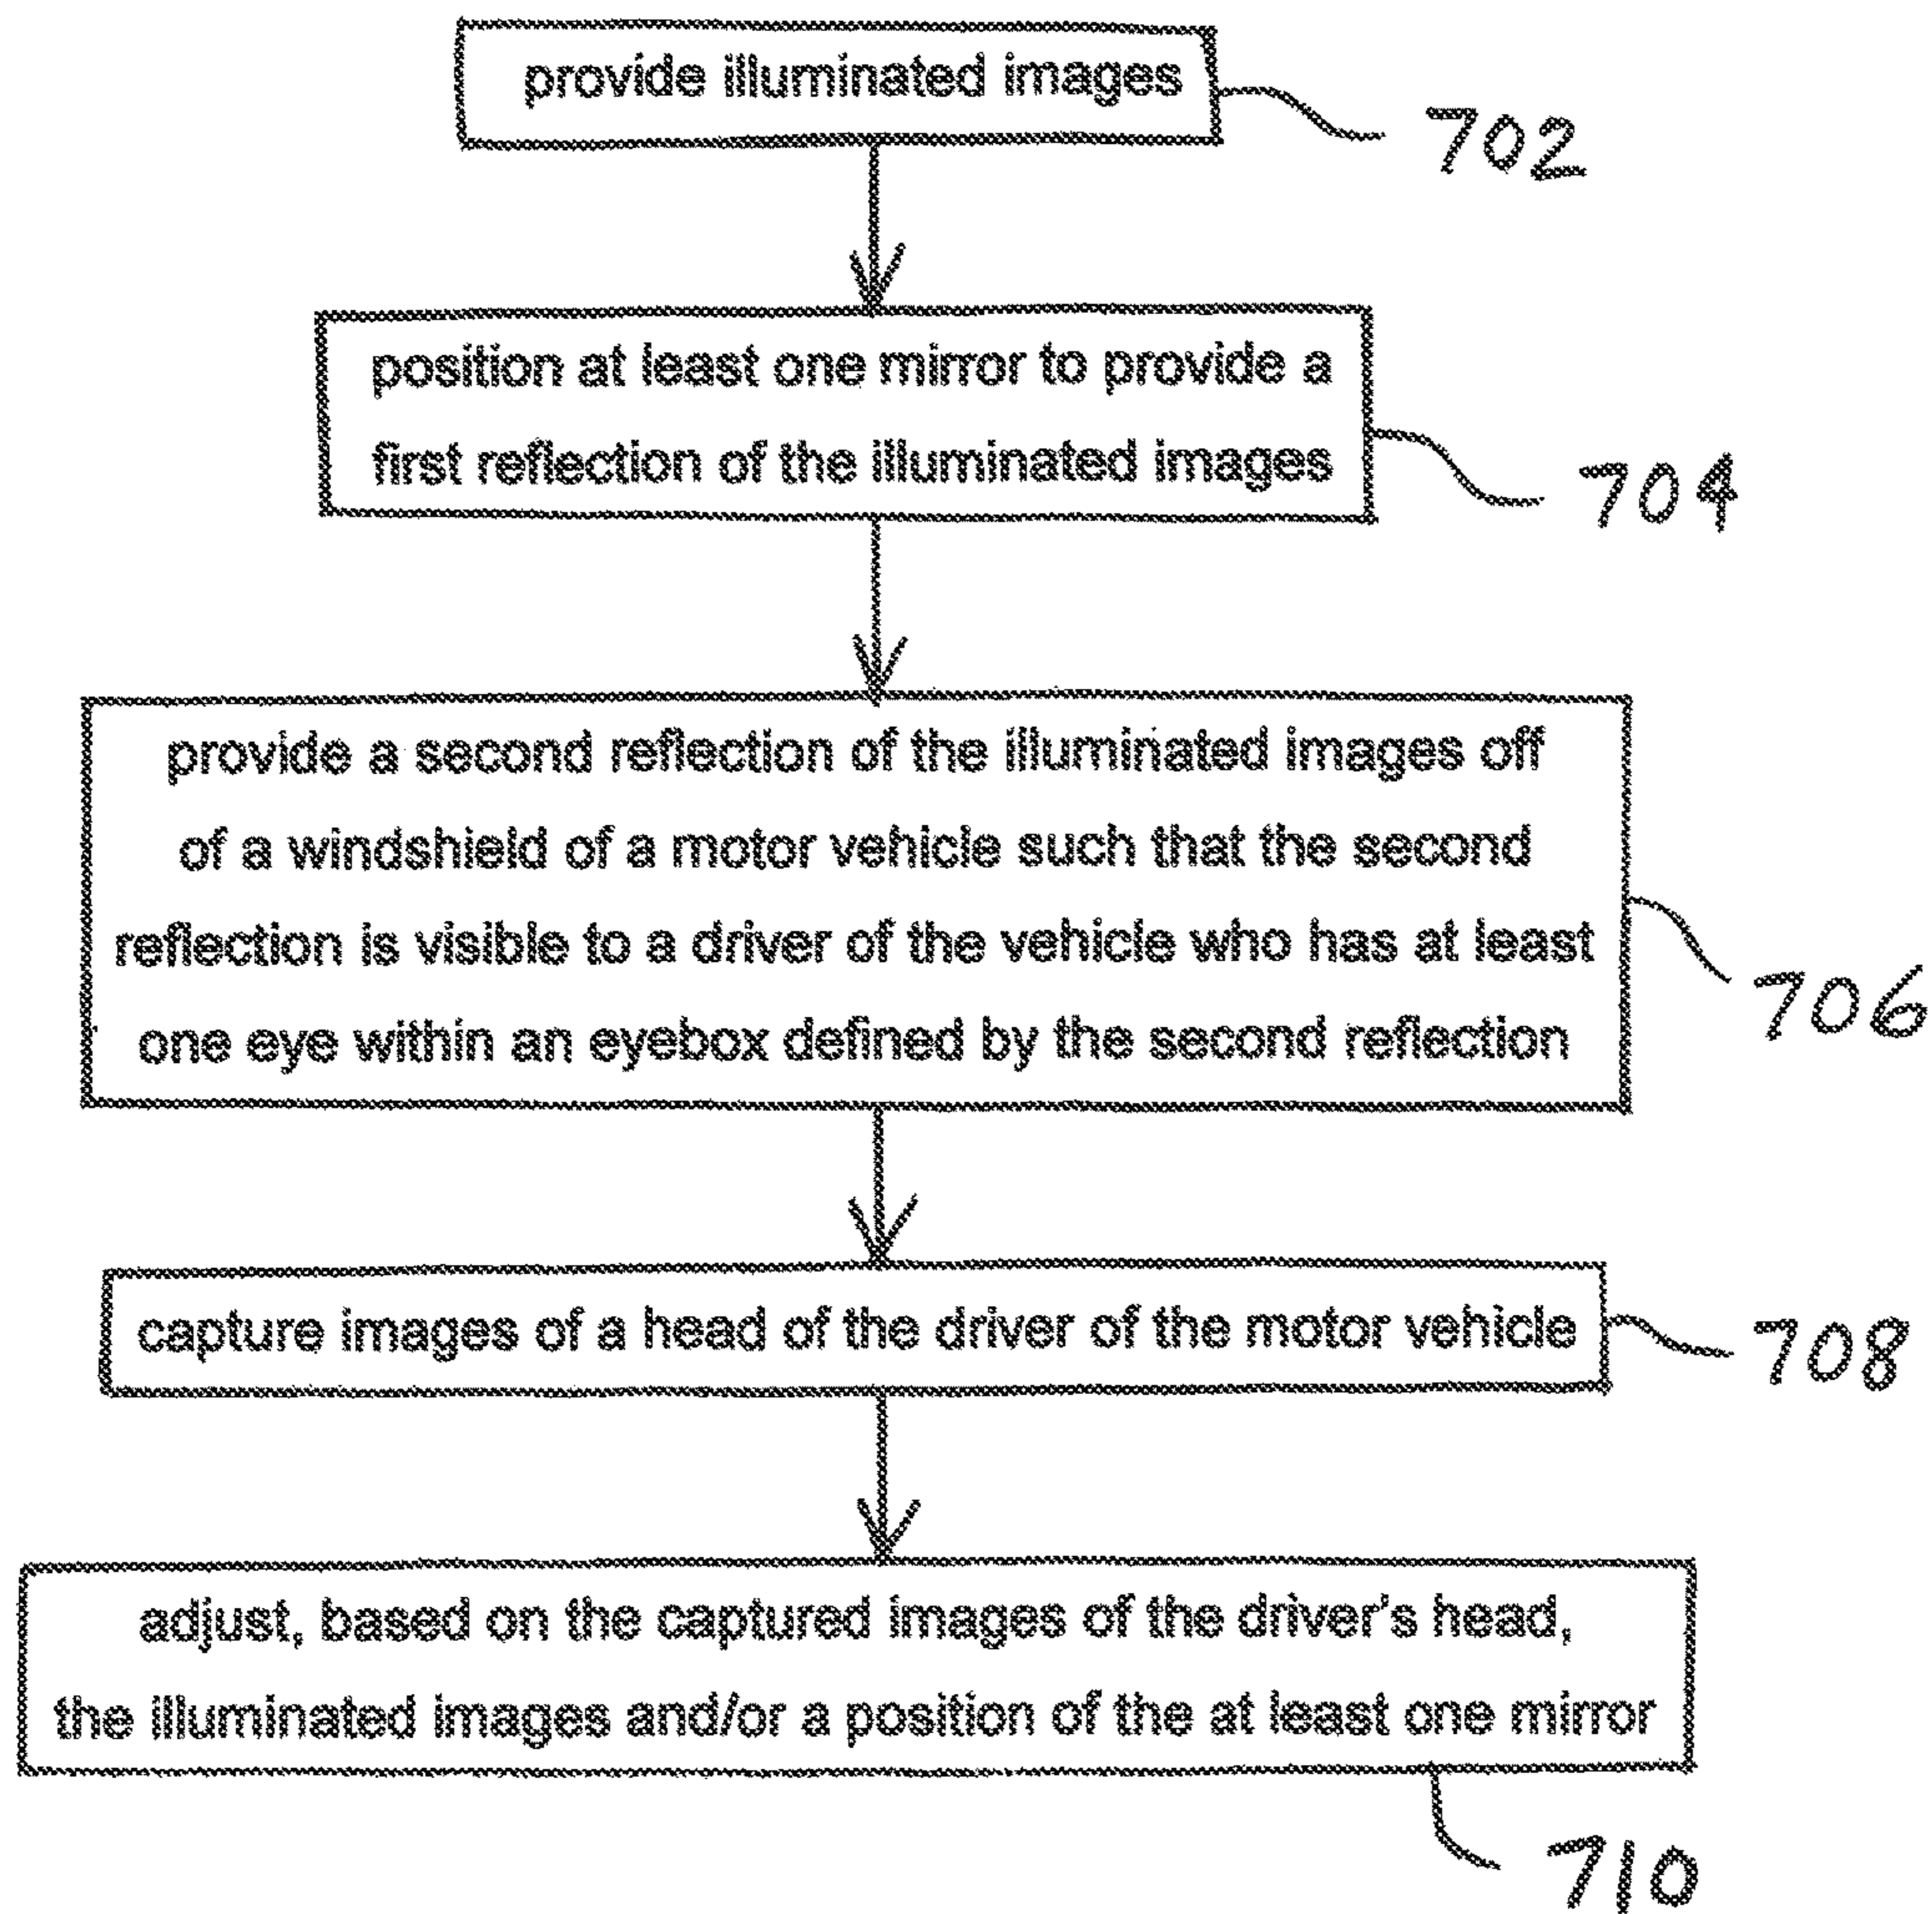 provide illuminated images
702
position at least one mirror to provide a
first reflection of the illuminated images
704
provide a second reflection of the illuminated images off
of a windshield of a motor vehicle such that the second
reflection is visible to a driver of the vehicle who has at least
one eye within an eyebox defined by the second reflection
706
capture images of a head of the driver of the motor vehicle
708
adjust, based on the captured images of the driver's head,
the illuminated images and/or a position of the at least one mirror
710